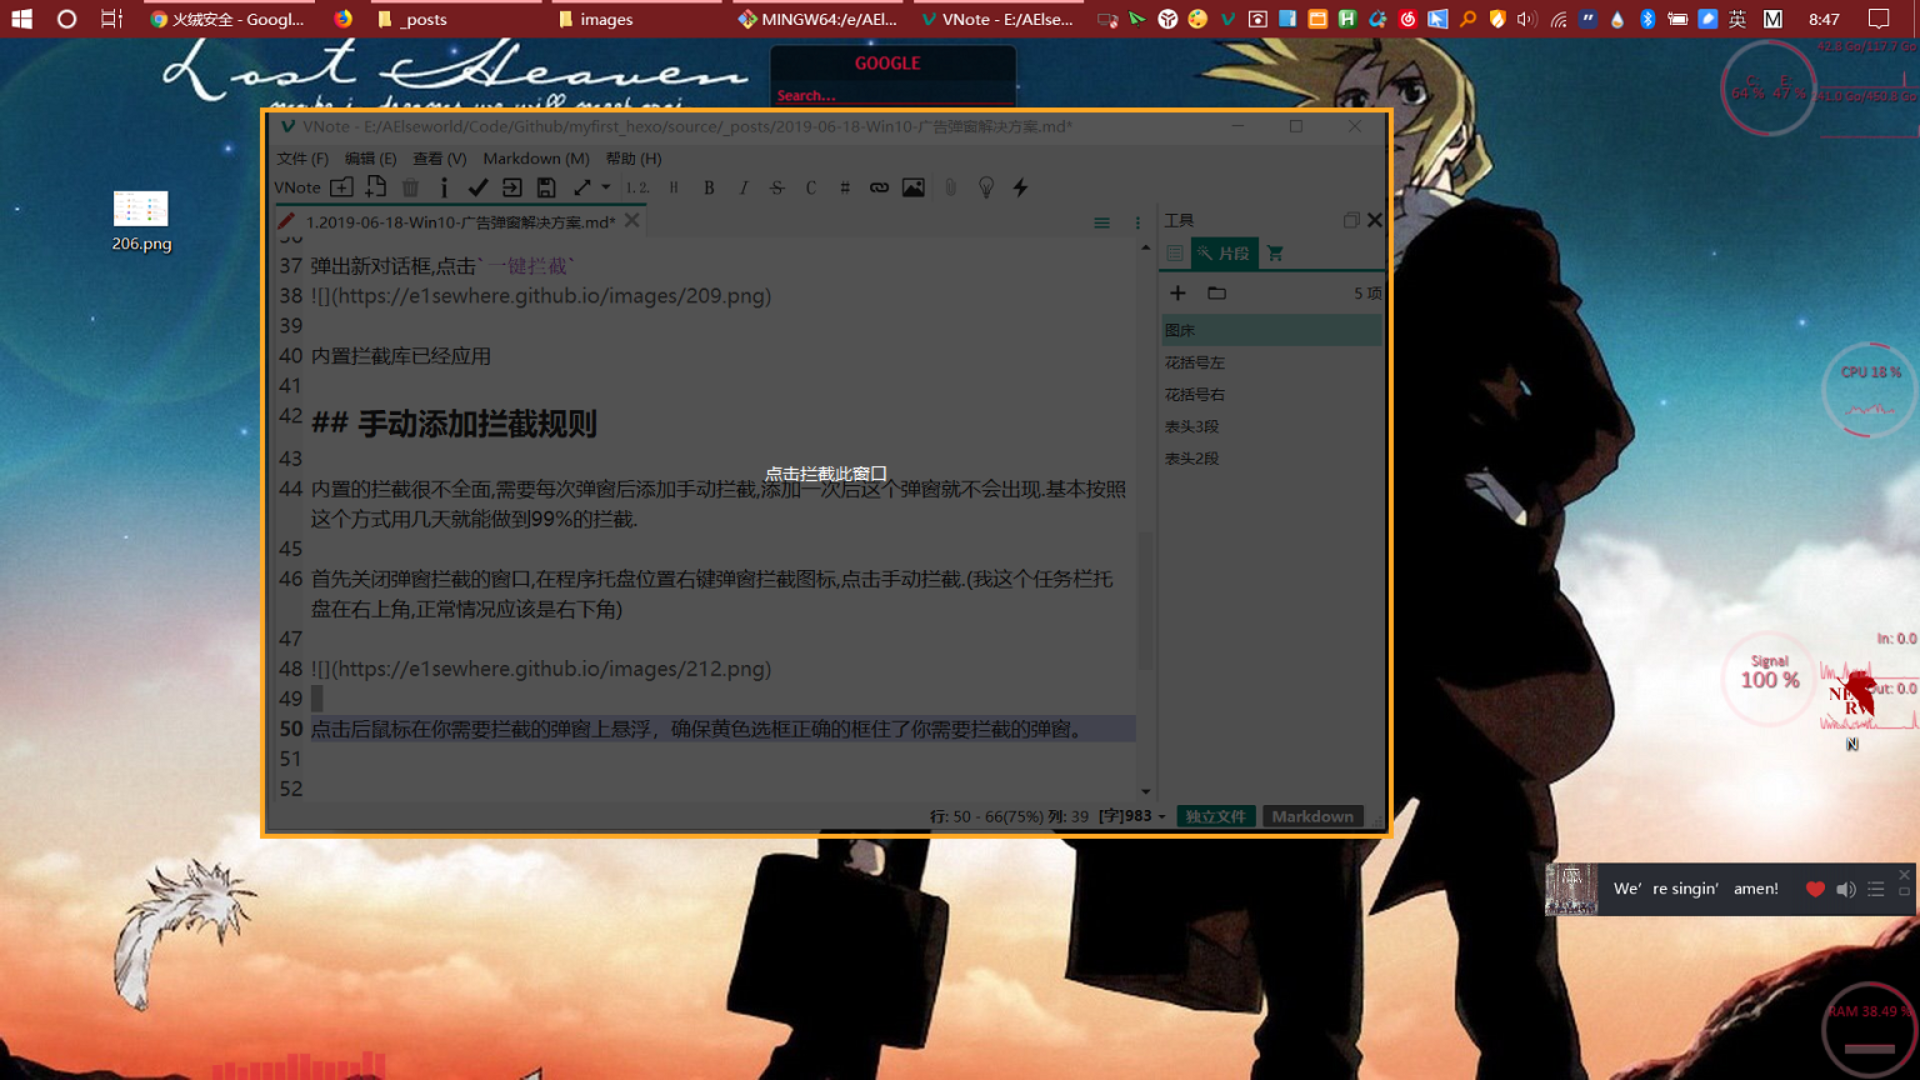 火绒安全 - Googl...
_posts
images
MINGW64:/e/AEl...
VNote - E:/AElse...
英
M
8:47
Lost Heaven
GOOGLE
Search...
42.8 Go/117.7 Go
C: E:
64 % 47 %
206.png
VNote - E:/AElseworld/Code/Github/myfirst_hexo/source/_posts/2019-06-18-Win10-广告弹窗解决方案.md*
文件 (F) 编辑 (E) 查看 (V) Markdown (M) 帮助 (H)
VNote 1. 2. H B I S C #
1.2019-06-18-Win10-广告弹窗解决方案.md*
工具
片段
5 项
图床
花括号左
花括号右
表头3段
表头2段
36
37 弹出新对话框,点击`一键拦截`
38 ![](https://e1sewhere.github.io/images/209.png)
39
40 内置拦截库已经应用
41
42 ## 手动添加拦截规则
43
点击拦截此窗口
44 内置的拦截很不全面,需要每次弹窗后添加手动拦截,添加一次后这个弹窗就不会出现.基本按照
这个方式用几天就能做到99%的拦截.
45
46 首先关闭弹窗拦截的窗口,在程序托盘位置右键弹窗拦截图标,点击手动拦截.(我这个任务栏托
盘在右上角,正常情况应该是右下角)
47
48 ![](https://e1sewhere.github.io/images/212.png)
49
50 点击后鼠标在你需要拦截的弹窗上悬浮，确保黄色选框正确的框住了你需要拦截的弹窗。
51
52
行: 50 - 66(75%) 列: 39 [字]983
独立文件
Markdown
CPU 18 %
In: 0.0
Signal
100 %
Out: 0.0
N
We’ re singin’ amen!
RAM 38.49 %